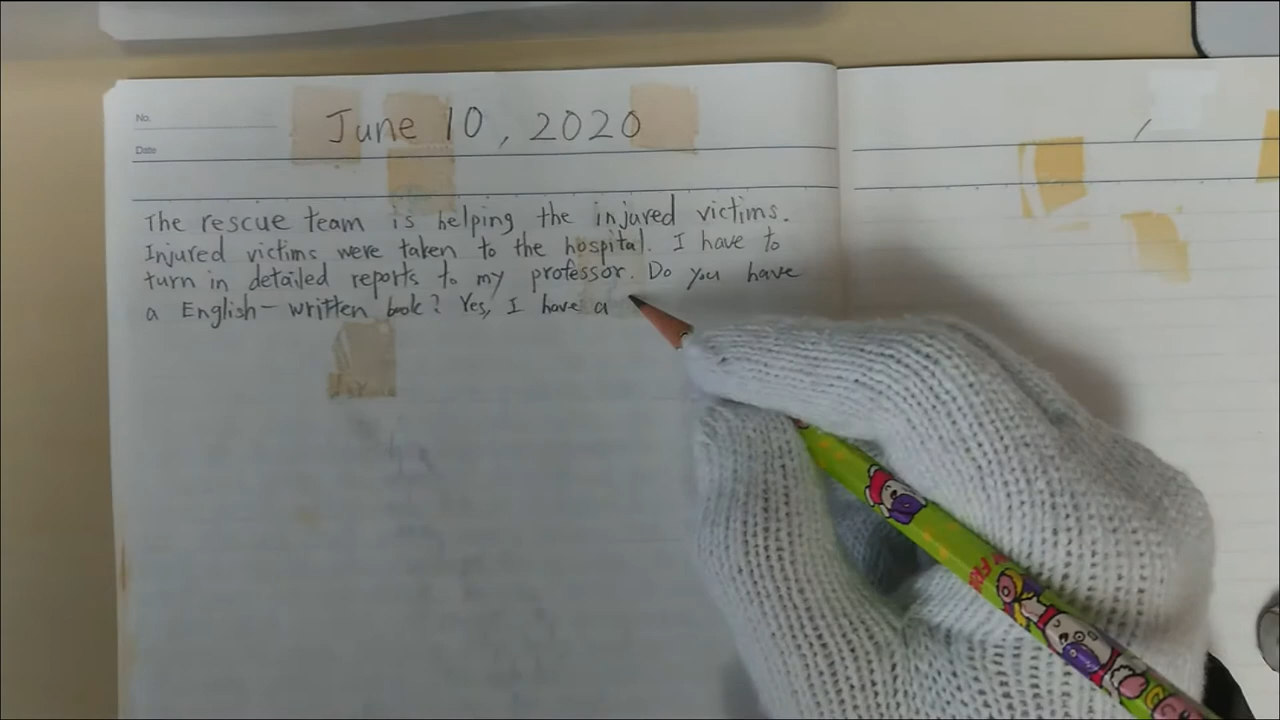 No.
Date
June 10, 2020
The rescue team is helping the injured victims.
Injured victims were taken to the hospital. I have to
turn in detailed reports to my professor. Do you have
a English-written book? Yes, I have a